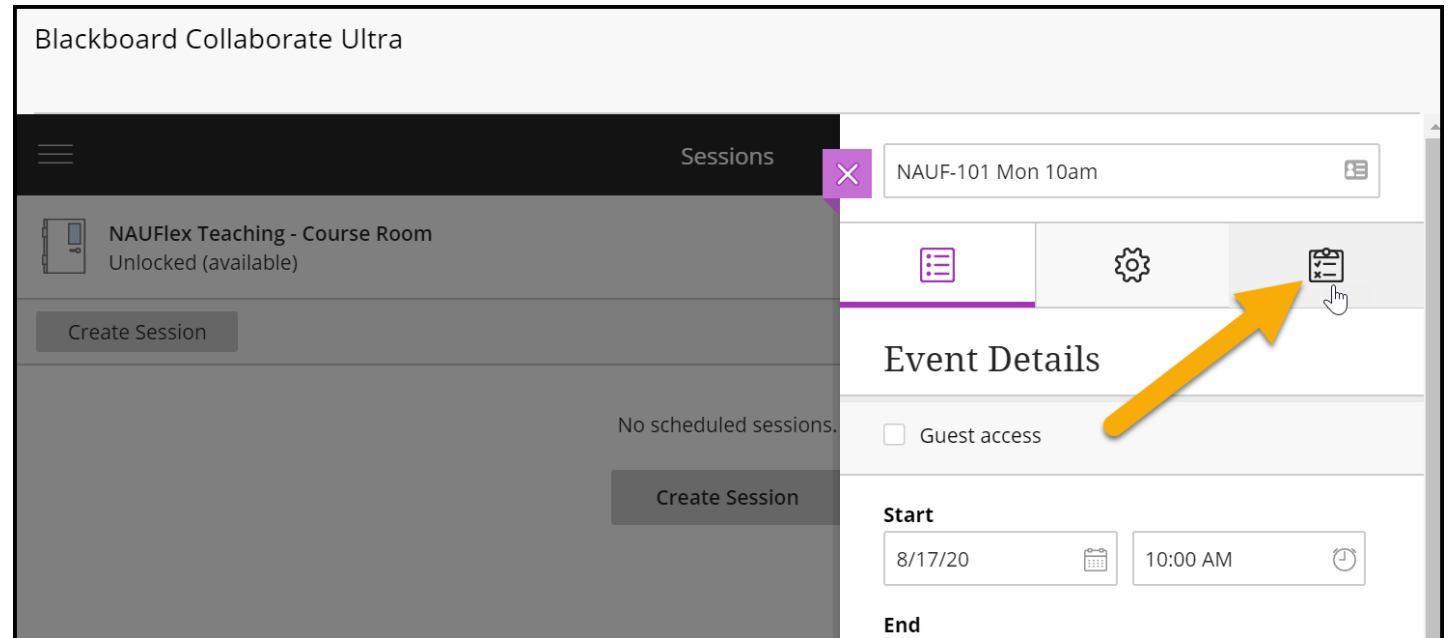 Blackboard Collaborate Ultra
Sessions
NAUFlex Teaching - Course Room
Unlocked (available)
Create Session
No scheduled sessions.
Create Session
NAUF-101 Mon 10am
Event Details
Guest access
Start
8/17/20
10:00 AM
End